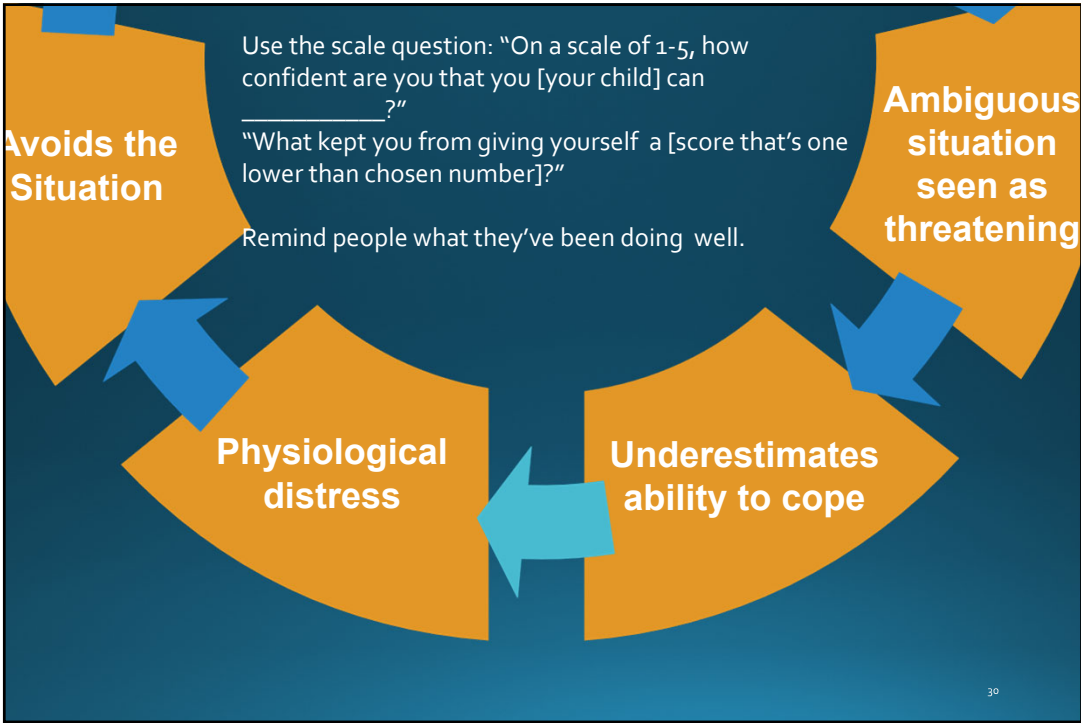 Use the scale question: “On a scale of 1-5, how
confident are you that you [your child] can
___________?”
“What kept you from giving yourself  a [score that’s one
lower than chosen number]?”
Remind people what they’ve been doing  well.
Avoids the
Situation
Ambiguous
situation
seen as
threatening
Physiological
distress
Underestimates
ability to cope
30